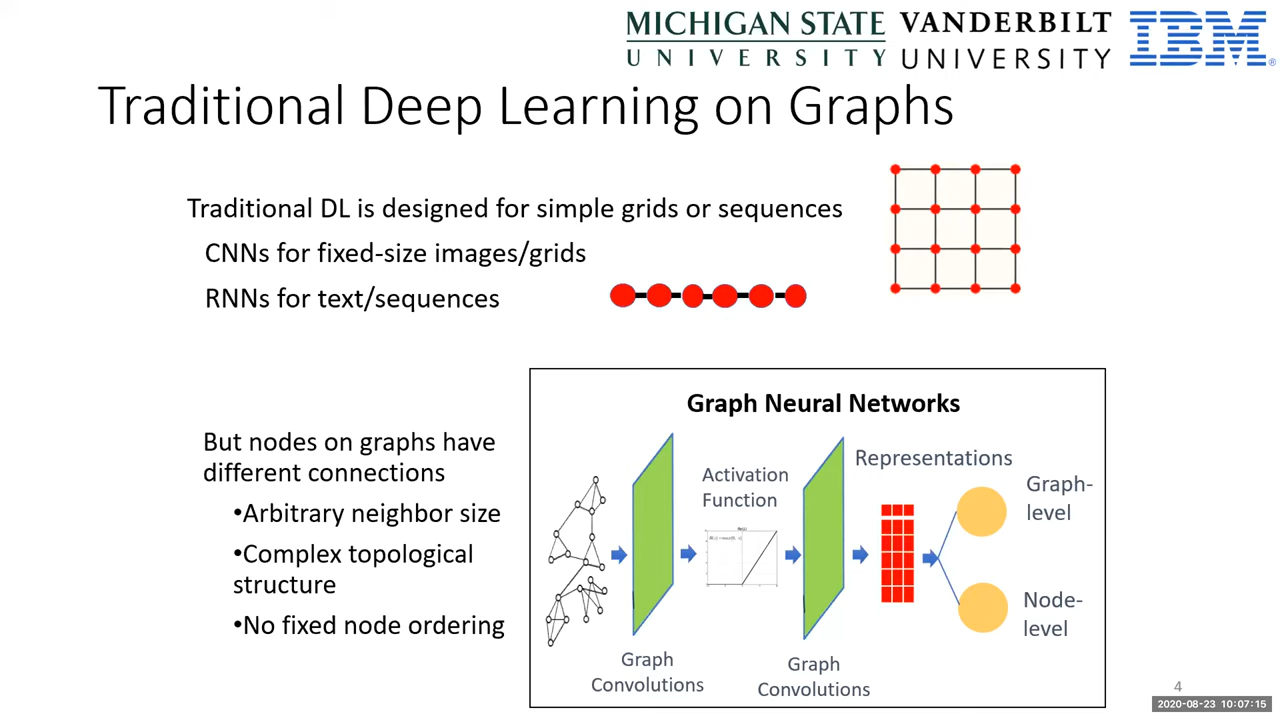 MICHIGAN STATE
UNIVERSITY
VANDERBILT
UNIVERSITY
IBM®
Traditional Deep Learning on Graphs
Traditional DL is designed for simple grids or sequences
CNNs for fixed-size images/grids
RNNs for text/sequences
But nodes on graphs have
different connections
•Arbitrary neighbor size
•Complex topological
structure
•No fixed node ordering
Graph Neural Networks
Activation
Function
Representations
Graph-
level
Node-
level
Graph
Convolutions
Graph
Convolutions
4
2020-08-23 10:07:15